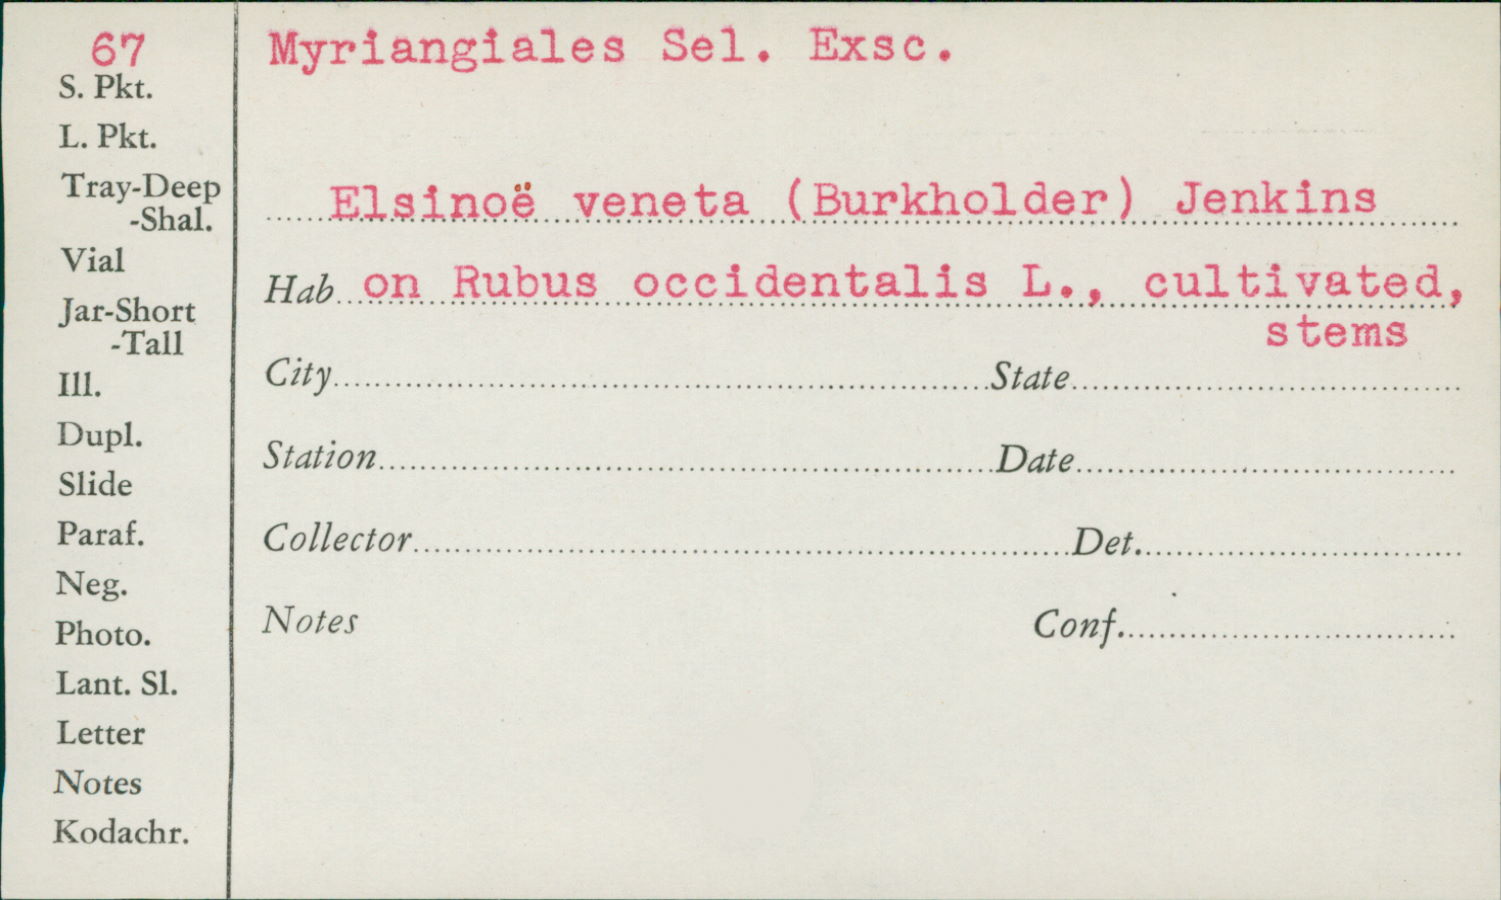 67
S. Pkt.
L. Pkt.
Tray-Deep
-Shal.
Vial
Jar-Short
-Tall
Ill.
Dupl.
Slide
Paraf.
Neg.
Photo.
Lant. Sl.
Letter
Notes
Kodachr.
Myriangiales Sel. Exsc.
Elsinoë veneta (Burkholder) Jenkins
Hab on Rubus occidentalis L., cultivated,
stems
City State
Station Date
Collector Det.
Notes Conf.